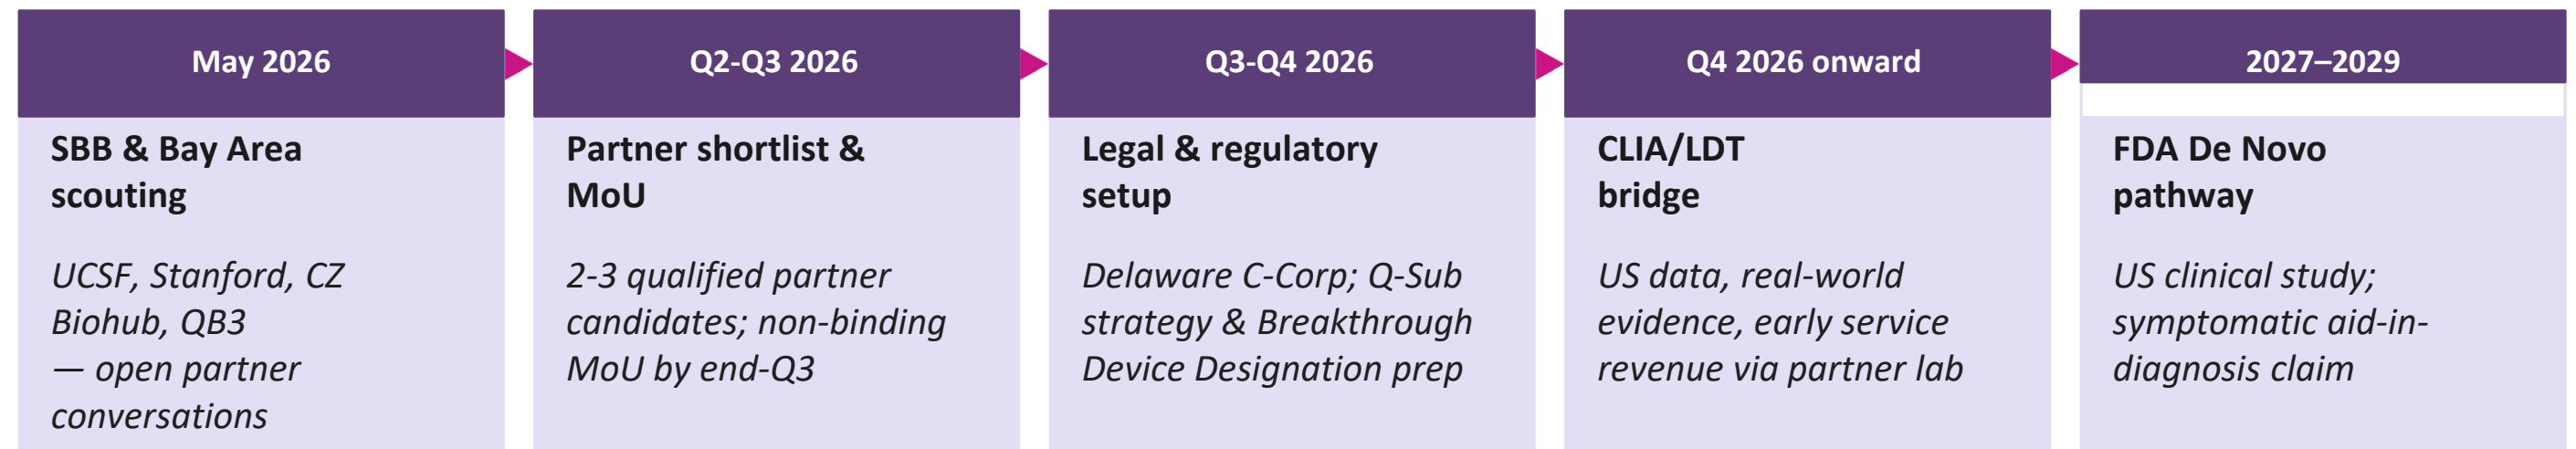 May 2026
SBB & Bay Area
scouting
UCSF, Stanford, CZ
Biohub, QB3
— open partner
conversations
Q2-Q3 2026
Partner shortlist &
MoU
2-3 qualified partner
candidates; non-binding
MoU by end-Q3
Q3-Q4 2026
Legal & regulatory
setup
Delaware C-Corp; Q-Sub
strategy & Breakthrough
Device Designation prep
Q4 2026 onward
CLIA/LDT
bridge
US data, real-world
evidence, early service
revenue via partner lab
2027–2029
FDA De Novo
pathway
US clinical study;
symptomatic aid-in-
diagnosis claim